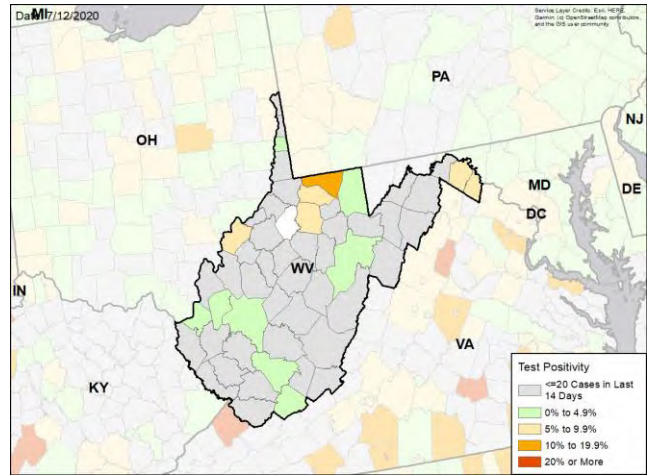 Date: 7/12/2020
Service Layer Credits: Esri, HERE,
Garmin, (c) OpenStreetMap contributors,
and the GIS user community
MI
PA
OH
NJ
MD
DE
DC
WV
IN
VA
KY
Test Positivity
<=20 Cases in Last
14 Days
0% to 4.9%
5% to 9.9%
10% to 19.9%
20% or More